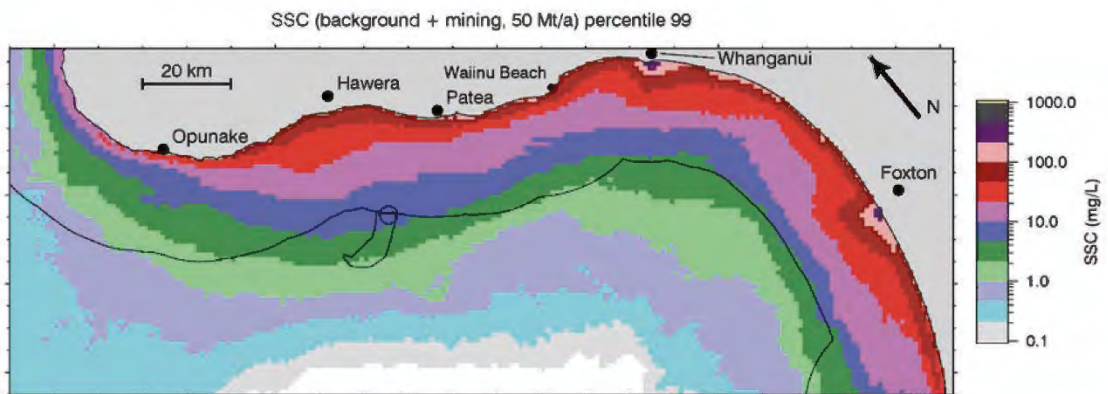 SSC (background + mining, 50 Mt/a) percentile 99
20 km
Hawera
Opunake
Patea
Waiinu Beach
Whanganui
N
Foxton
1000.0
100.0
10.0
1.0
0.1
SSC (mg/L)